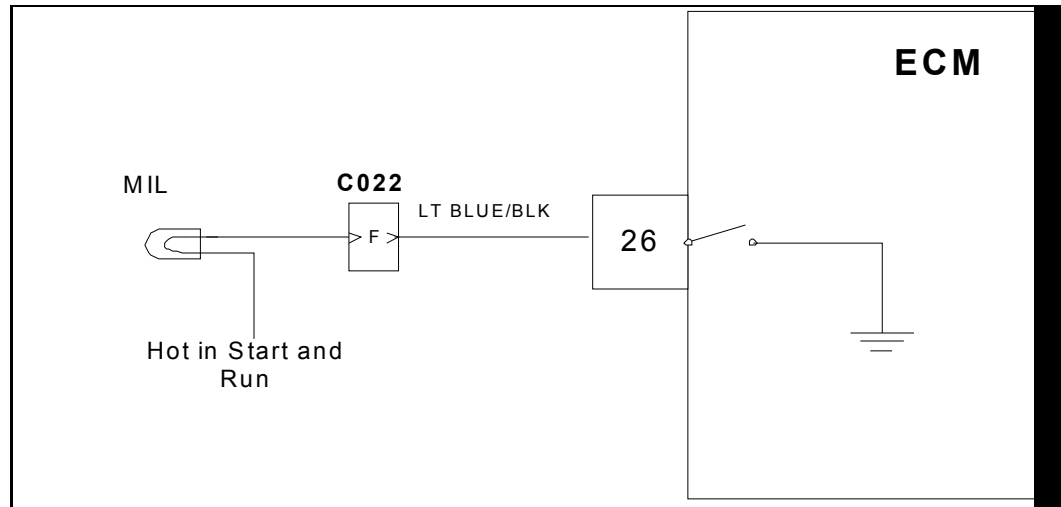 ECM
MIL
C022
LT BLUE/BLK
F
26
Hot in Start and
Run